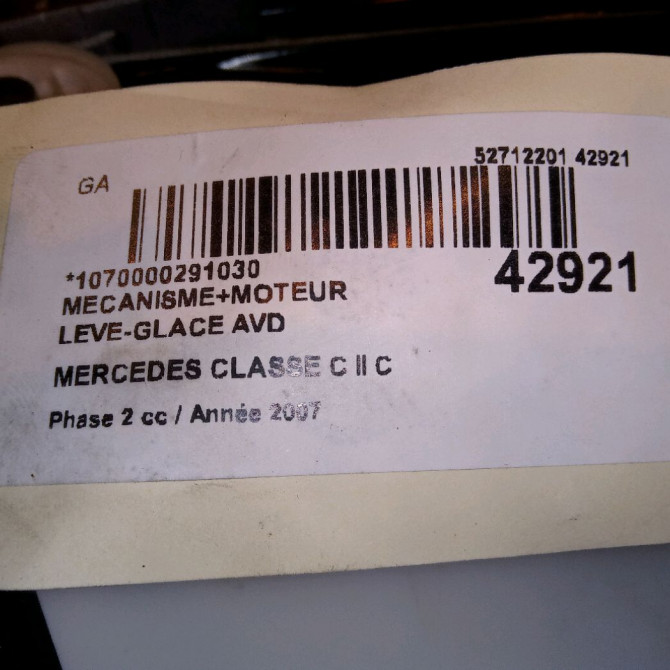 52712201 42921
GA
*1070000291030
42921
MECANISME+MOTEUR
LEVE-GLACE AVD
MERCEDES CLASSE C II C
Phase 2 cc / Année 2007